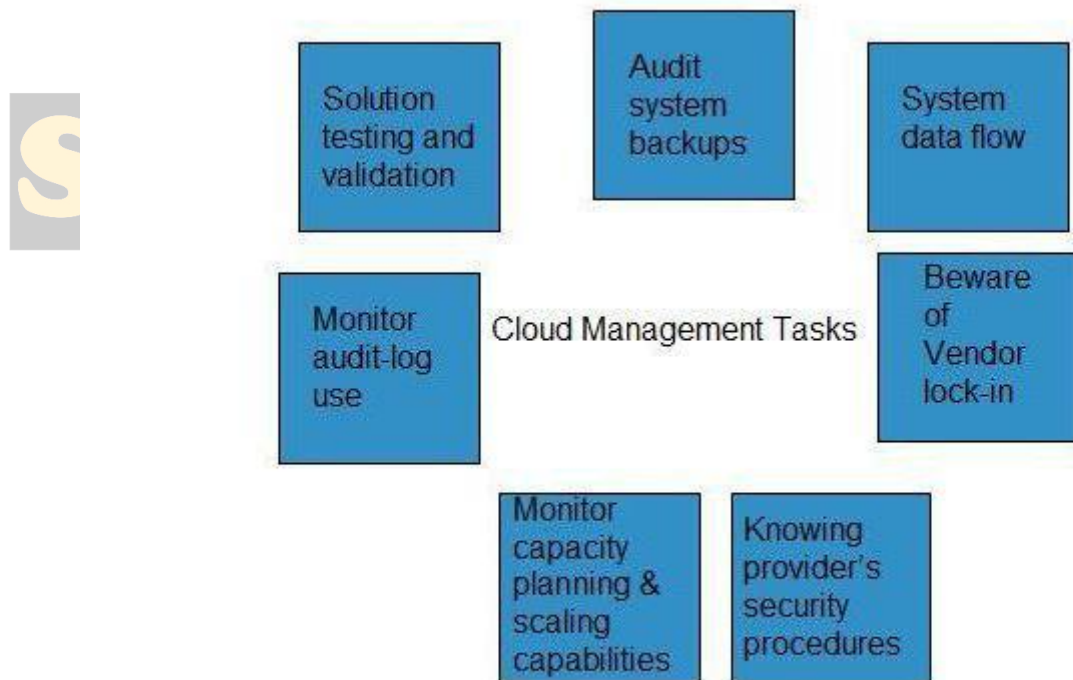 Solution
testing and
validation
Audit
system
backups
System
data flow
S
Monitor
audit-log
use
Cloud Management Tasks
Beware
of
Vendor
lock-in
Monitor
capacity
planning &
scaling
capabilities
Knowing
provider’s
security
procedures